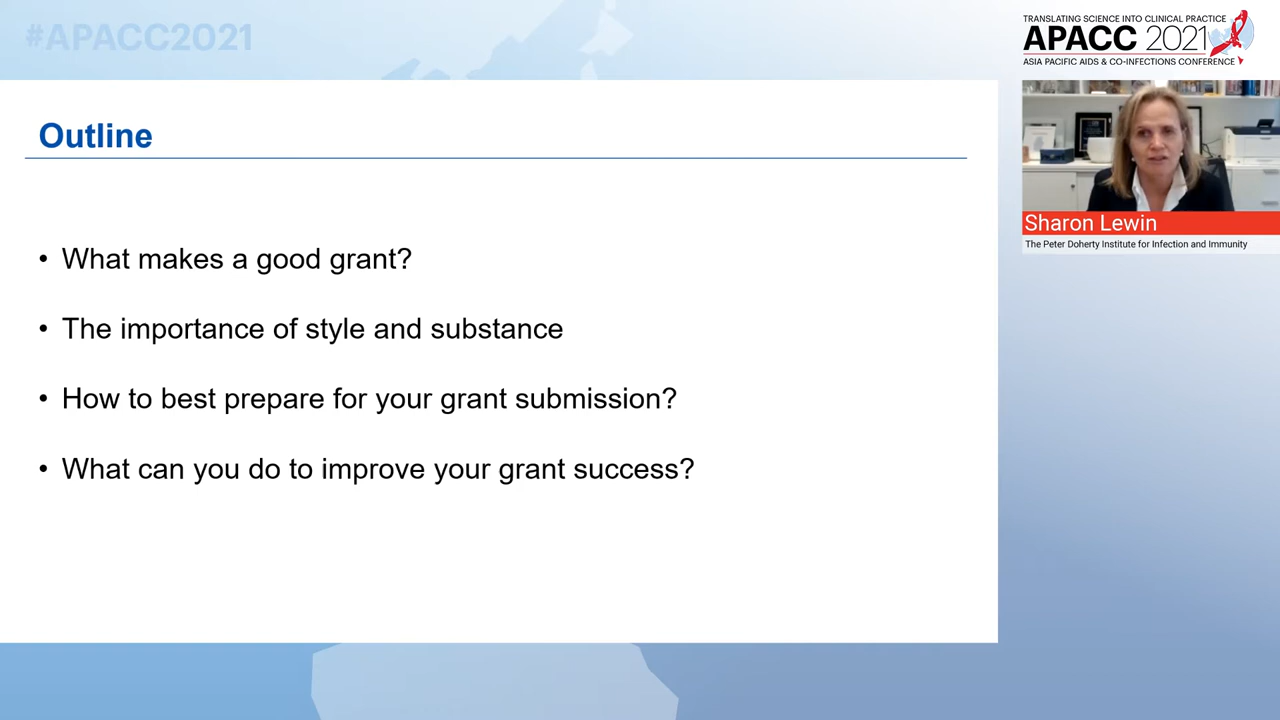 #APACC2021
TRANSLATING SCIENCE INTO CLINICAL PRACTICE
APACC 2021
ASIA PACIFIC AIDS & CO-INFECTIONS CONFERENCE
Outline
• What makes a good grant?
• The importance of style and substance
• How to best prepare for your grant submission?
• What can you do to improve your grant success?
Sharon Lewin
The Peter Doherty Institute for Infection and Immunity